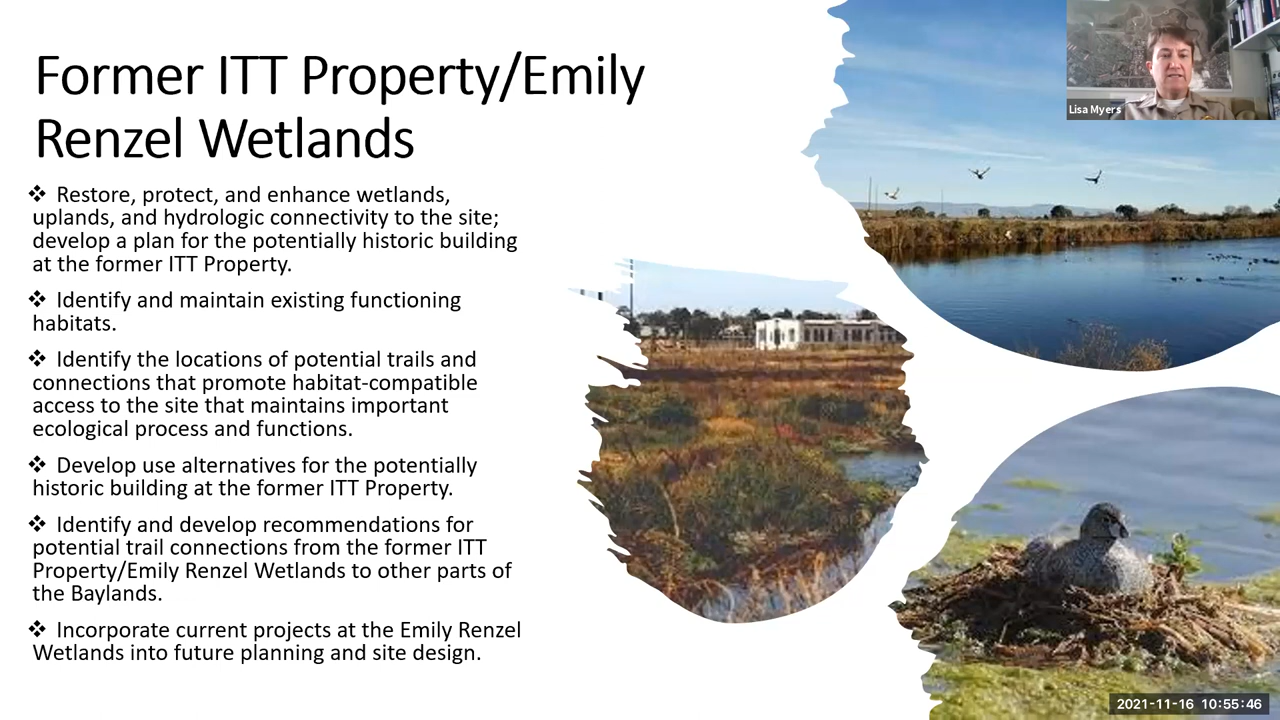 Former ITT Property/Emily
Renzel Wetlands
❖ Restore, protect, and enhance wetlands,
uplands, and hydrologic connectivity to the site;
develop a plan for the potentially historic building
at the former ITT Property.
❖ Identify and maintain existing functioning
habitats.
❖ Identify the locations of potential trails and
connections that promote habitat-compatible
access to the site that maintains important
ecological process and functions.
❖ Develop use alternatives for the potentially
historic building at the former ITT Property.
❖ Identify and develop recommendations for
potential trail connections from the former ITT
Property/Emily Renzel Wetlands to other parts of
the Baylands.
❖ Incorporate current projects at the Emily Renzel
Wetlands into future planning and site design.
Lisa Myers
2021-11-16 10:55:46